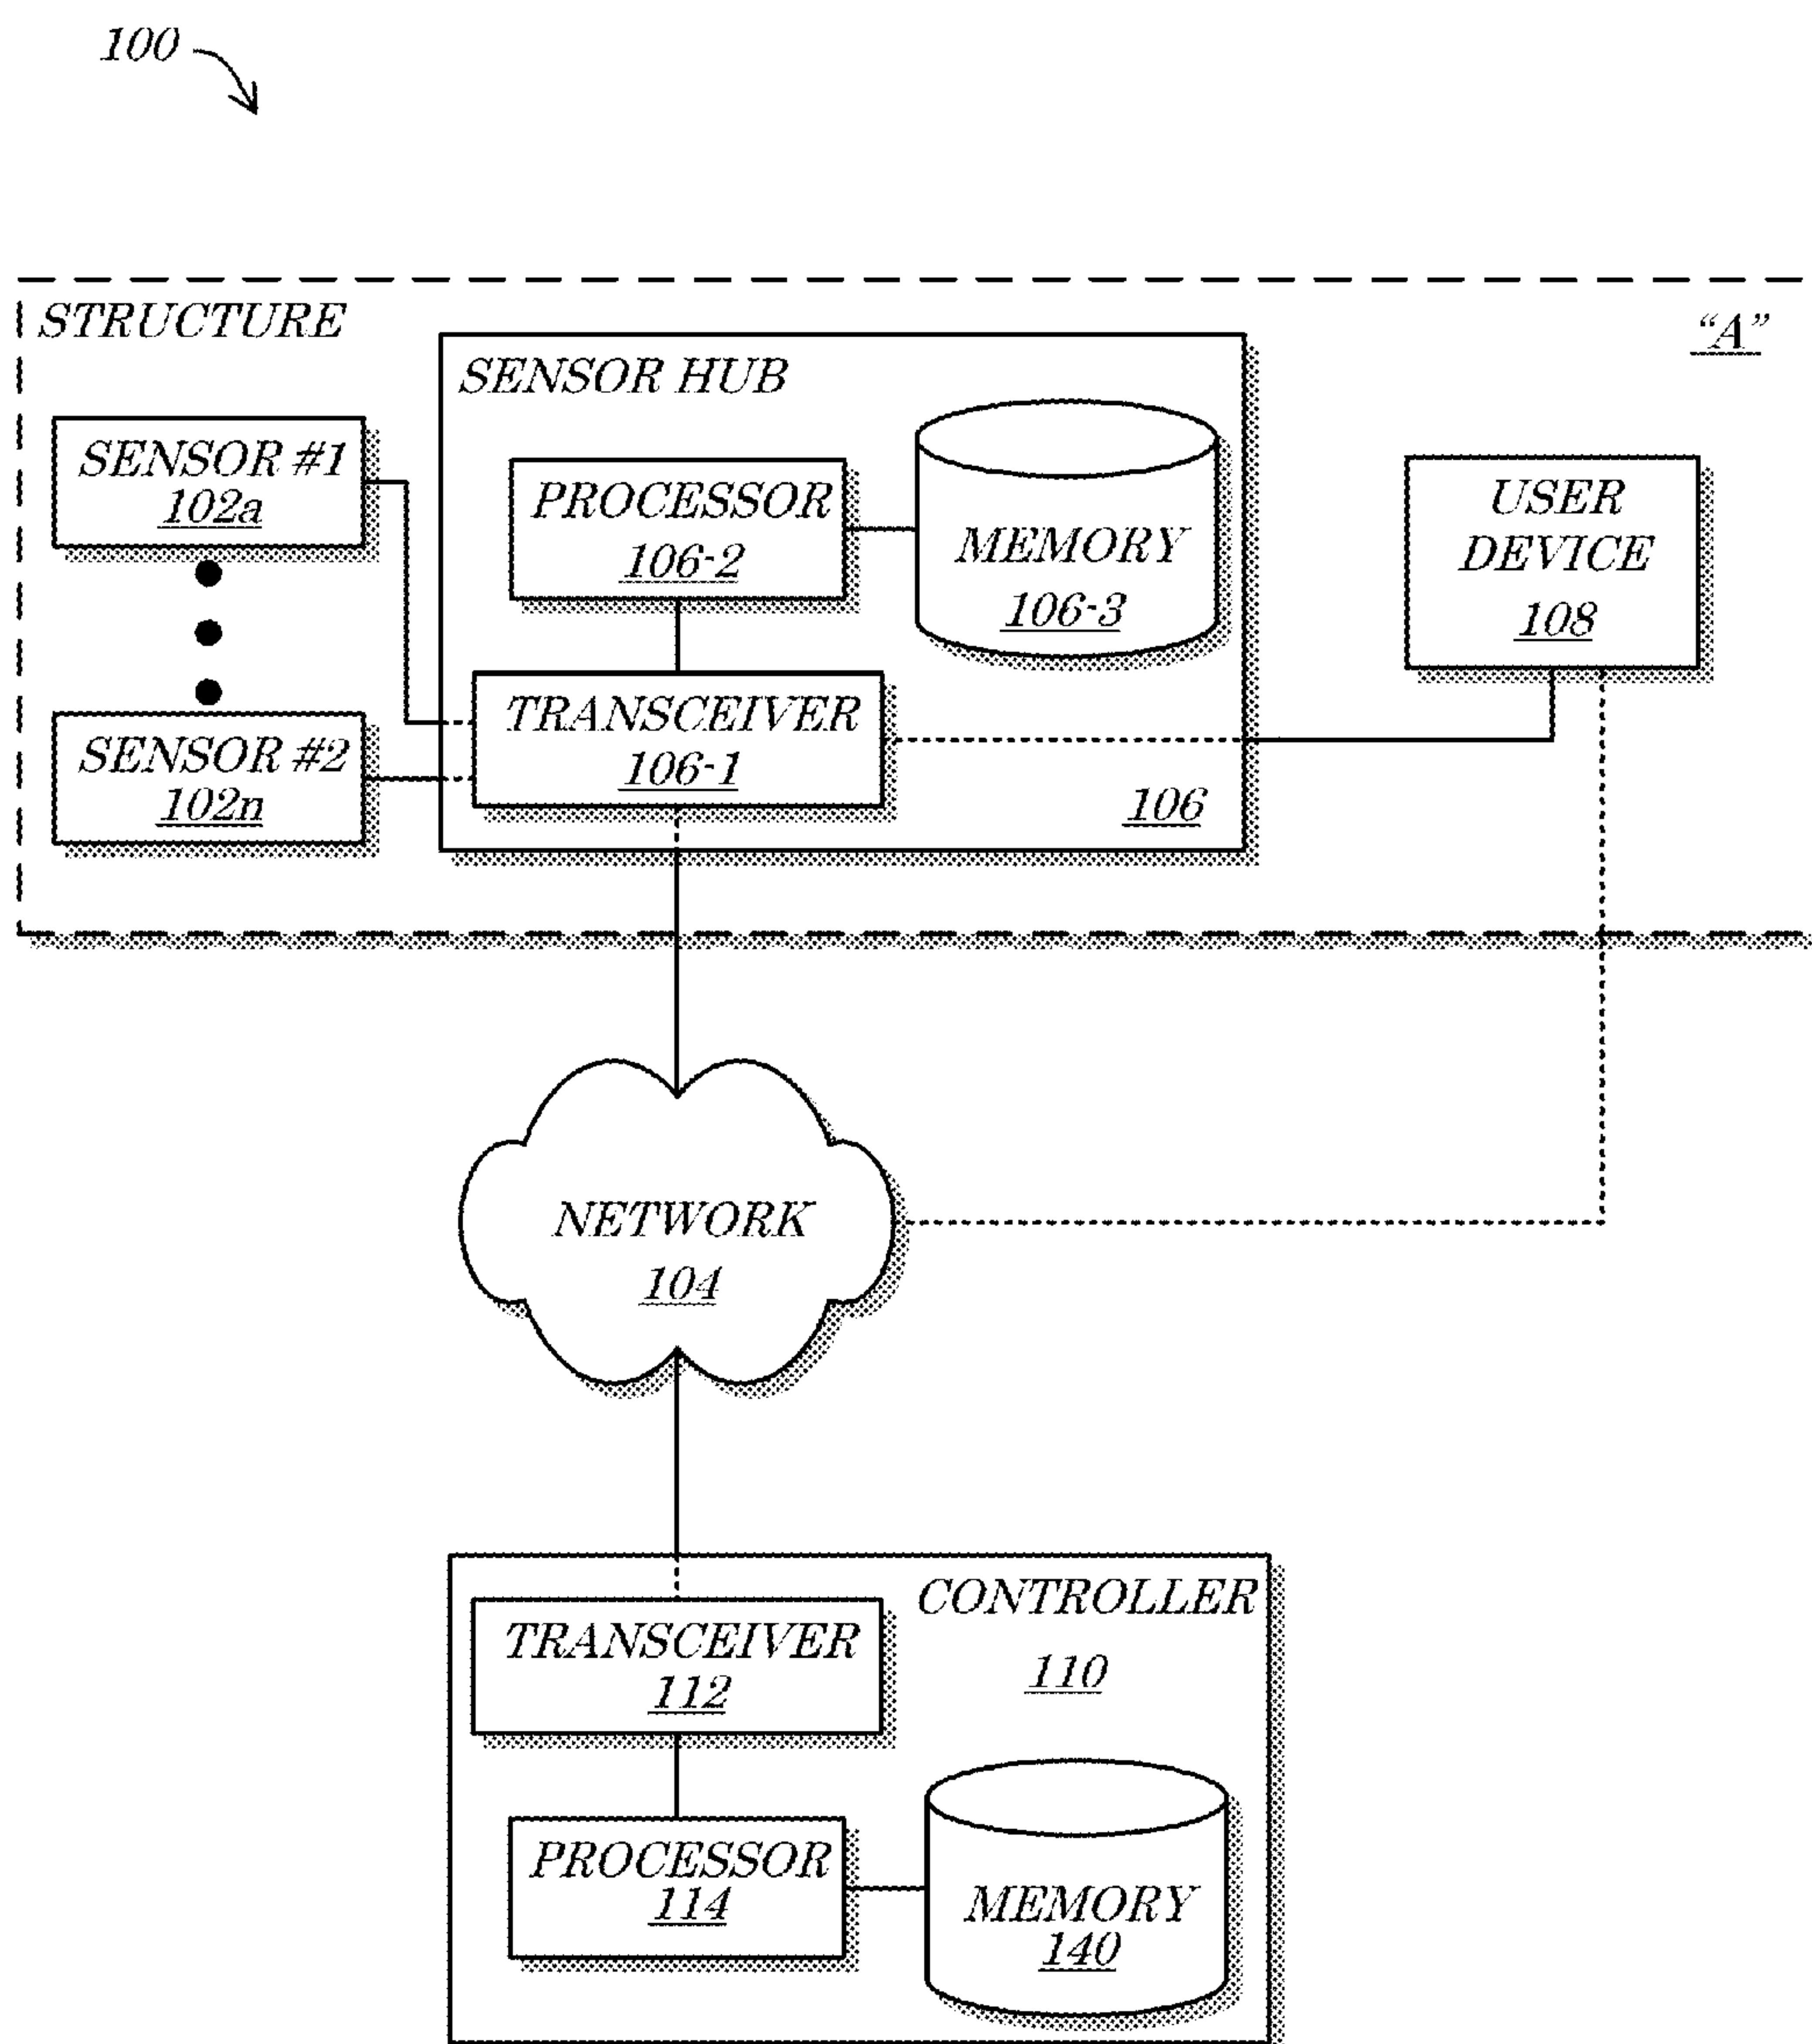 100
STRUCTURE
"A"
SENSOR HUB
SENSOR #1
102a
PROCESSOR
106-2
MEMORY
106-3
USER
DEVICE
108
SENSOR #2
102n
TRANSCEIVER
106-1
106
NETWORK
104
CONTROLLER
110
TRANSCEIVER
112
PROCESSOR
114
MEMORY
140